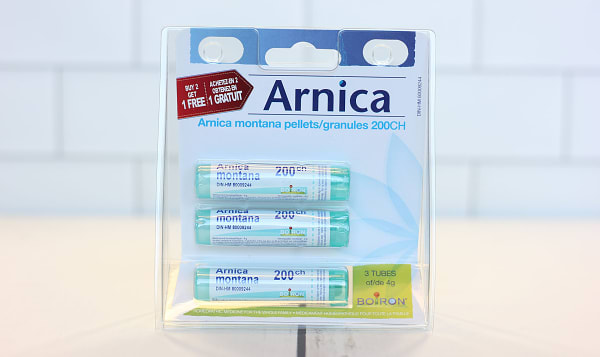 BUY 2
GET
1 FREE
ACHETEZ-EN 2
OBTENEZ-EN
1 GRATUIT
Arnica
Arnica montana pellets/granules 200CH
Arnica
montana 200CH
DIN-HM 80009244
BOIRON
Arnica
montana 200CH
DIN-HM 80009244
BOIRON
Arnica
montana 200CH
DIN-HM 80009244
BOIRON
3 TUBES
of/de 4g
BOIRON